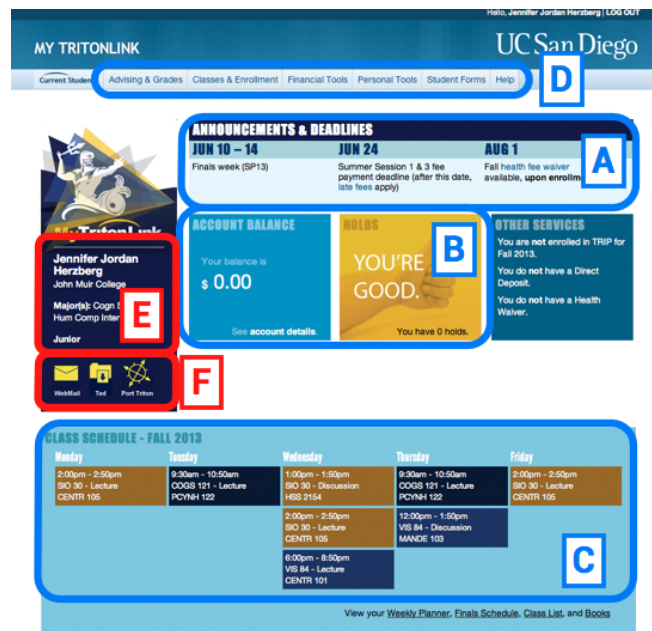 Hello, Jennifer Jordan Herzberg | LOG OUT
MY TRITONLINK
UC San Diego
Current Studen
Advising & Grades
Classes & Enrollment
Financial Tools
Personal Tools
Student Forms
Help
D
ANNOUNCEMENTS & DEADLINES
JUN 10 – 14
JUN 24
AUG 1
Finals week (SP13)
Summer Session 1 & 3 fee
payment deadline (after this date,
late fees apply)
Fall health fee waiver
available, upon enrollm
A
MyTritonLink
Jennifer Jordan
Herzberg
John Muir College
Major(s): Cogn S
Hum Comp Inter
Junior
E
ACCOUNT BALANCE
Your balance is
$ 0.00
See account details.
HOLDS
YOU'RE
GOOD.
You have 0 holds.
B
OTHER SERVICES
You are not enrolled in TRIP for
Fall 2013.
You do not have a Direct
Deposit.
You do not have a Health
Waiver.
WebMail
Ted
Port Triton
F
CLASS SCHEDULE - FALL 2013
Monday
Tuesday
Wednesday
Thursday
Friday
2:00pm - 2:50pm
SIO 30 - Lecture
CENTR 105
9:30am - 10:50am
COGS 121 - Lecture
PCYNH 122
1:00pm - 1:50pm
SIO 30 - Discussion
HSS 2154
9:30am - 10:50am
COGS 121 - Lecture
PCYNH 122
2:00pm - 2:50pm
SIO 30 - Lecture
CENTR 105
2:00pm - 2:50pm
SIO 30 - Lecture
CENTR 105
12:00pm - 1:50pm
VIS 84 - Discussion
MANDE 103
6:00pm - 8:50pm
VIS 84 - Lecture
CENTR 101
C
View your Weekly Planner, Finals Schedule, Class List, and Books